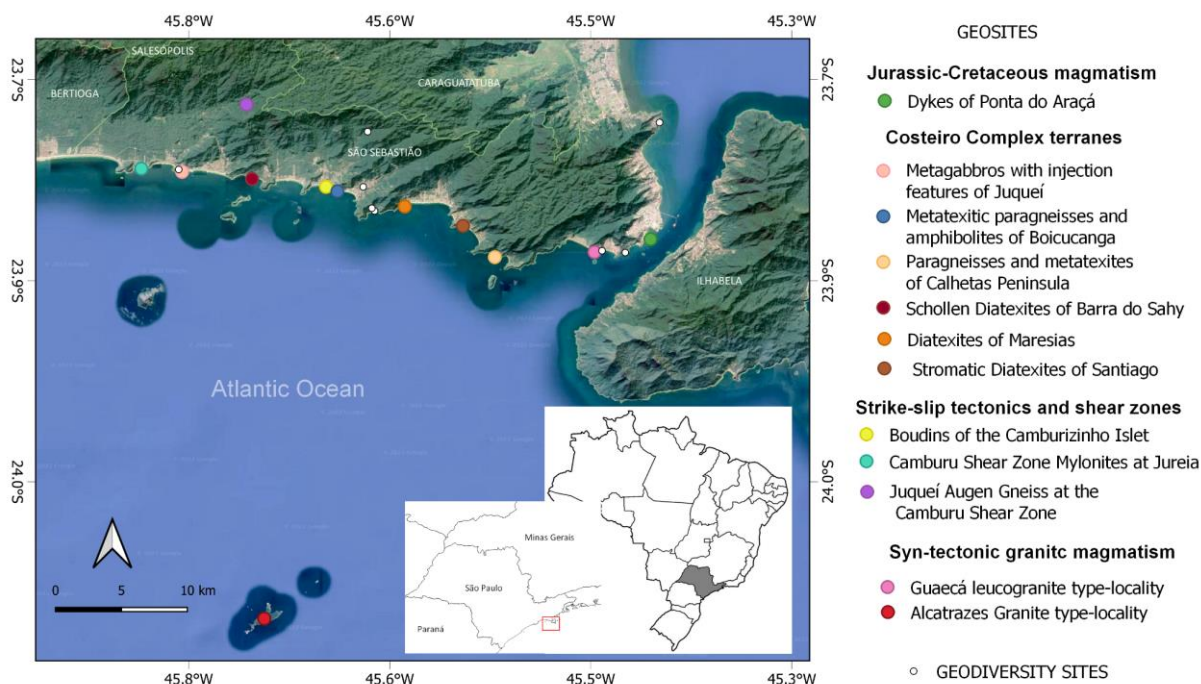 45.8°W 45.6°W 45.5°W 45.3°W
SALESÓPOLIS
BERTIOGA
CARAGUATATUBA
SÃO SEBASTIÃO
ILHABELA
23.7°S 23.7°S
23.9°S 23.9°S
24.0°S 24.0°S
Atlantic Ocean
0 5 10 km
Minas Gerais
São Paulo
Paraná
45.8°W 45.6°W 45.5°W 45.3°W
GEOSITES
Jurassic-Cretaceous magmatism
Dykes of Ponta do Araçá
Costeiro Complex terranes
Metagabbros with injection
features of Juqueí
Metatexitic paragneisses and
amphibolites of Boicucanga
Paragneisses and metatexites
of Calhetas Peninsula
Schollen Diatexites of Barra do Sahy
Diatexites of Maresias
Stromatic Diatexites of Santiago
Strike-slip tectonics and shear zones
Boudins of the Camburizinho Islet
Camburu Shear Zone Mylonites at Jureia
Juqueí Augen Gneiss at the
Camburu Shear Zone
Syn-tectonic granitc magmatism
Guaecá leucogranite type-locality
Alcatrazes Granite type-locality
GEODIVERSITY SITES